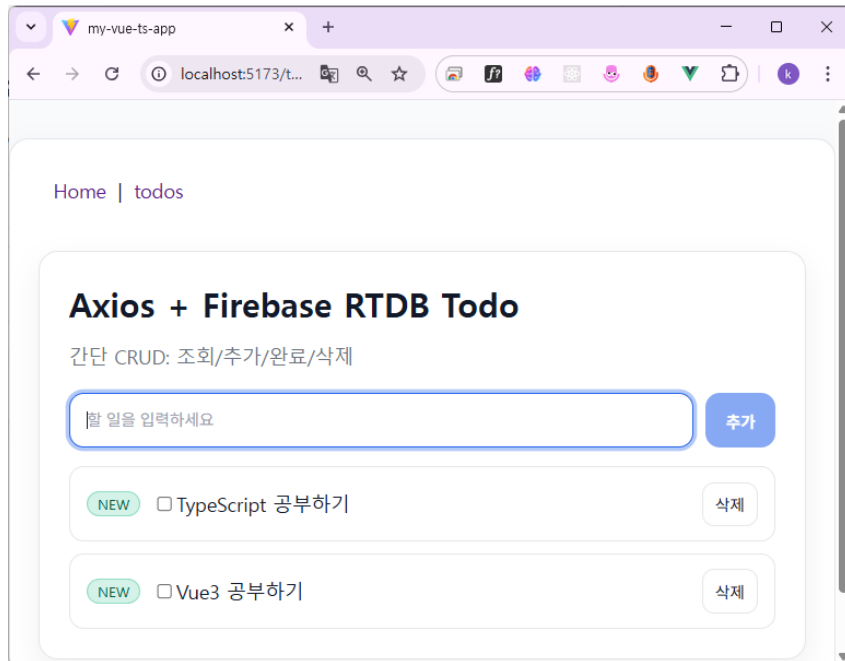 my-vue-ts-app
localhost:5173/t...
f?
k
Home | todos
Axios + Firebase RTDB Todo
간단 CRUD: 조회/추가/완료/삭제
할 일을 입력하세요
추가
NEW TypeScript 공부하기 삭제
NEW Vue3 공부하기 삭제